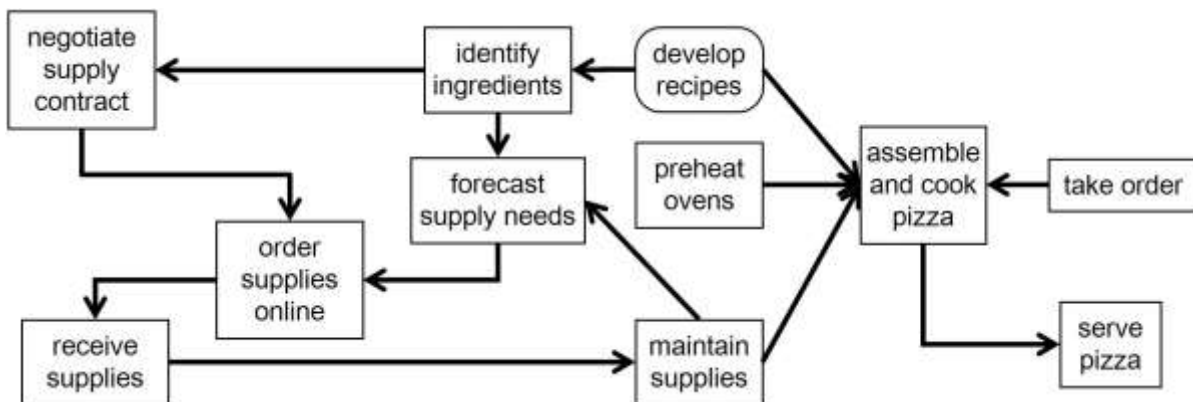 negotiate
supply
contract
identify
ingredients
develop
recipes
forecast
supply needs
preheat
ovens
assemble
and cook
pizza
take order
order
supplies
online
receive
supplies
maintain
supplies
serve
pizza